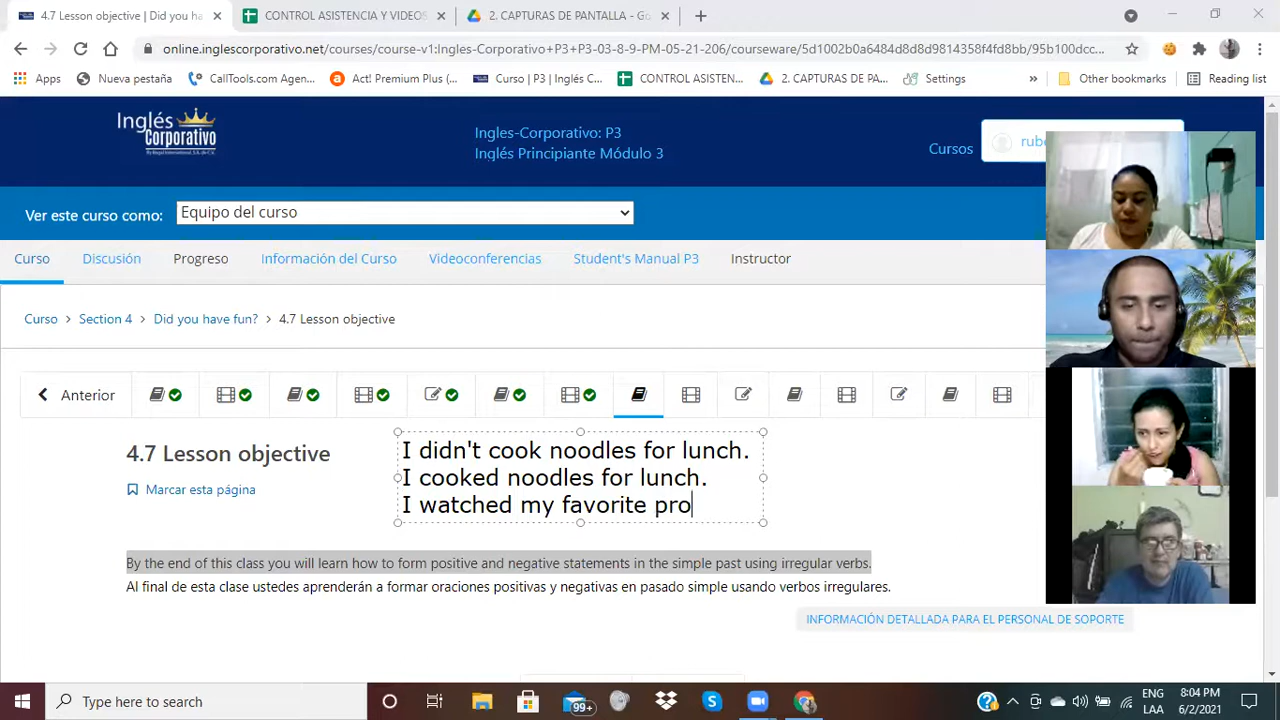 4.7 Lesson objective | Did you ha
CONTROL ASISTENCIA Y VIDEOS
2. CAPTURAS DE PANTALLA - Go
online.inglescorporativo.net/courses/course-v1:Ingles-Corporativo+P3+P3-03-8-9-PM-05-21-206/courseware/5d1002b0a6484d8d8d9814358f4fd8bb/95b100dcc...
Apps
Nueva pestaña
CallTools.com Agen...
Act! Premium Plus (...
Curso | P3 | Inglés C...
CONTROL ASISTEN...
2. CAPTURAS DE PA...
Settings
»
Other bookmarks
Reading list
Inglés
Corporativo
Ingles-Corporativo: P3
Inglés Principiante Módulo 3
Cursos
rub
Ver este curso como:
Equipo del curso
Curso
Discusión
Progreso
Información del Curso
Videoconferencias
Student's Manual P3
Instructor
Curso > Section 4 > Did you have fun? > 4.7 Lesson objective
Anterior
4.7 Lesson objective
Marcar esta página
I didn't cook noodles for lunch.
I cooked noodles for lunch.
I watched my favorite pro
By the end of this class you will learn how to form positive and negative statements in the simple past using irregular verbs.
Al final de esta clase ustedes aprenderán a formar oraciones positivas y negativas en pasado simple usando verbos irregulares.
INFORMACIÓN DETALLADA PARA EL PERSONAL DE SOPORTE
Type here to search
99+
ENG
LAA
8:04 PM
6/2/2021